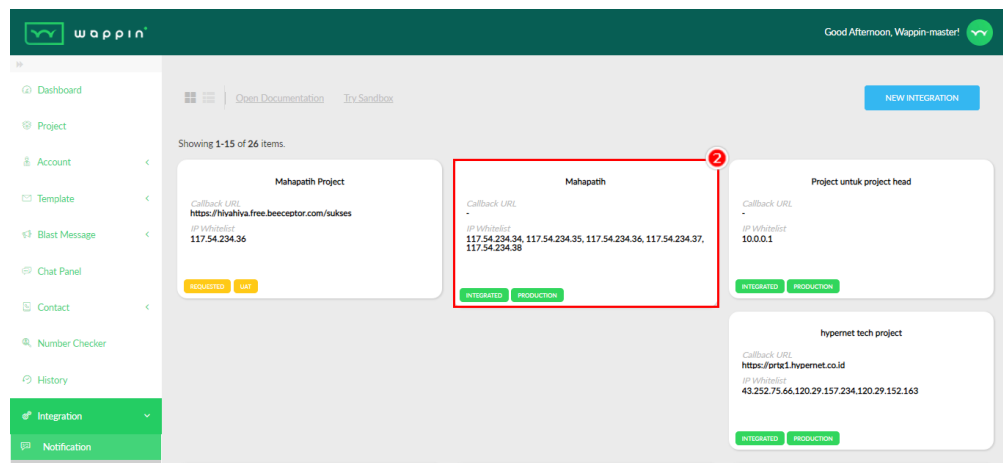 wappin
Good Afternoon, Wappin-master!
Dashboard
Project
Account
Template
Blast Message
Chat Panel
Contact
Number Checker
History
Integration
Notification
Open Documentation
Try Sandbox
NEW INTEGRATION
Showing 1-15 of 26 items.
Mahapatih Project
Callback URL
https://hiyahiya.free.beeceptor.com/sukses
IP Whitelist
117.54.234.36
REQUESTED
UAT
2
Mahapatih
Callback URL
-
IP Whitelist
117.54.234.34, 117.54.234.35, 117.54.234.36, 117.54.234.37,
117.54.234.38
INTEGRATED
PRODUCTION
Project untuk project head
Callback URL
-
IP Whitelist
10.0.0.1
INTEGRATED
PRODUCTION
hypernet tech project
Callback URL
https://prtg1.hypernet.co.id
IP Whitelist
43.252.75.66,120.29.157.234,120.29.152.163
INTEGRATED
PRODUCTION